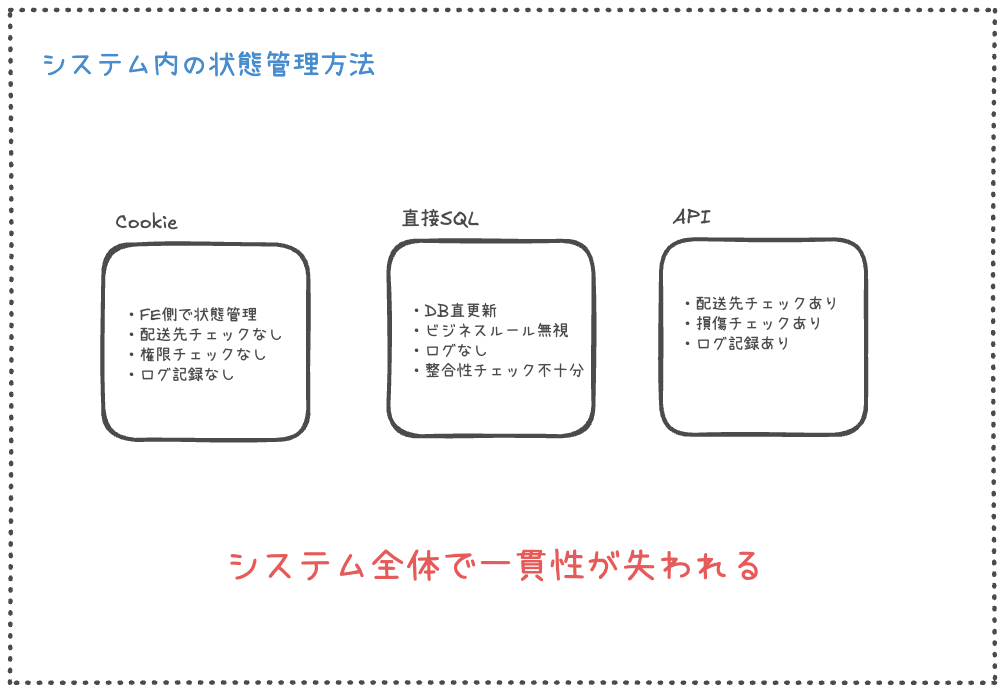 システム内の状態管理方法
Cookie
・FE側で状態管理
・配送先チェックなし
・権限チェックなし
・ログ記録なし
直接SQL
・DB直更新
・ビジネスルール無視
・ログなし
・整合性チェック不十分
API
・配送先チェックあり
・損傷チェックあり
・ログ記録あり
システム全体で一貫性が失われる